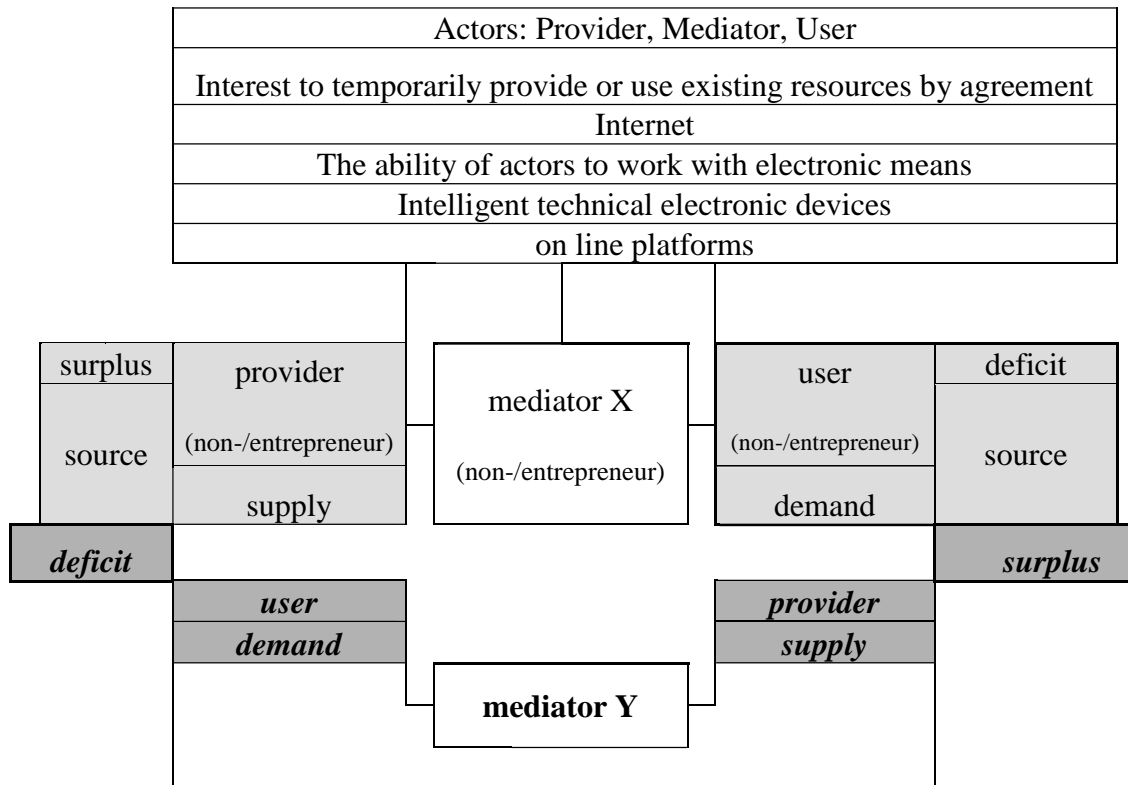 Actors: Provider, Mediator, User
Interest to temporarily provide or use existing resources by agreement
Internet
The ability of actors to work with electronic means
Intelligent technical electronic devices
on line platforms
surplus
source
provider
(non-/entrepreneur)
supply
mediator X
(non-/entrepreneur)
user
(non-/entrepreneur)
demand
deficit
source
deficit
surplus
user
demand
provider
supply
mediator Y